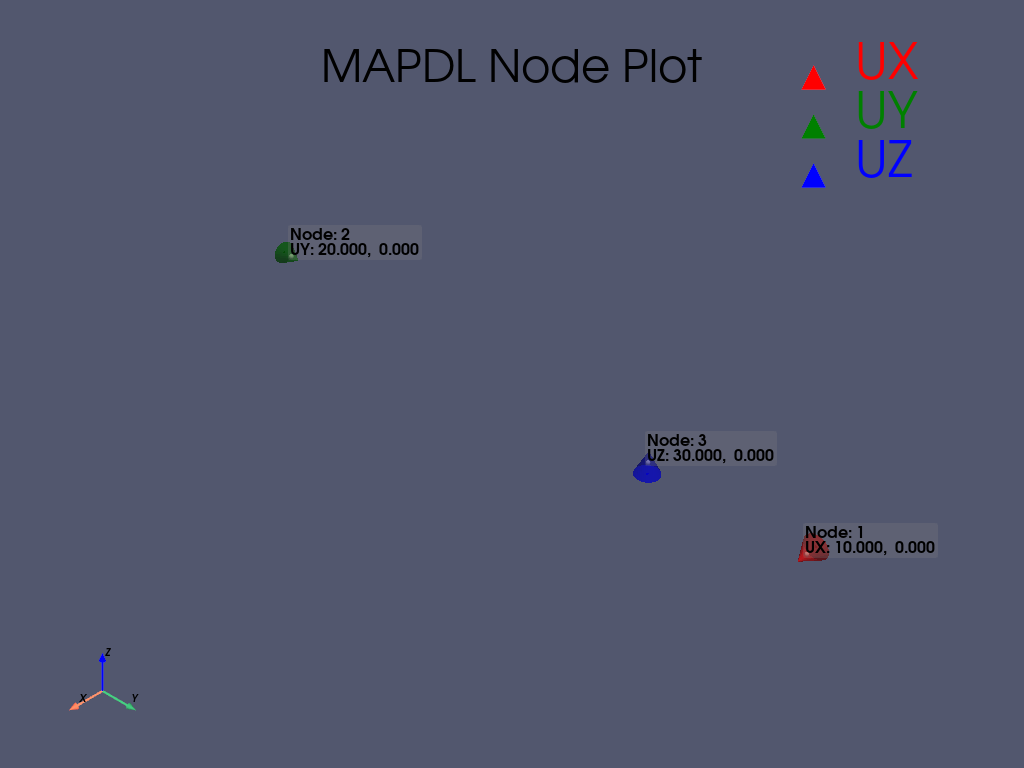 MAPDL Node Plot
UX
UY
UZ
Node: 2
UY: 20.000,  0.000
Node: 3
UZ: 30.000,  0.000
Node: 1
UX: 10.000,  0.000
Z
X
Y